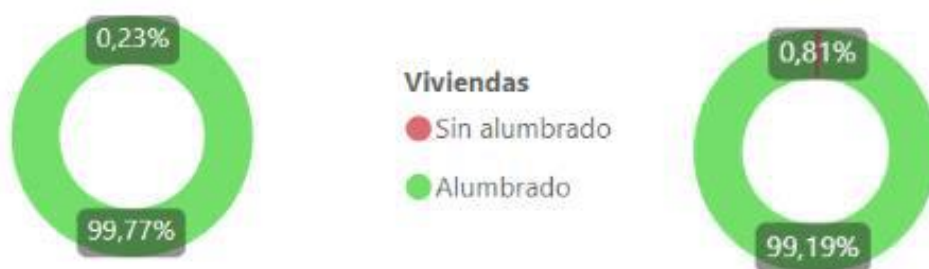 0,23%
99,77%
Viviendas
Sin alumbrado
Alumbrado
0,81%
99,19%